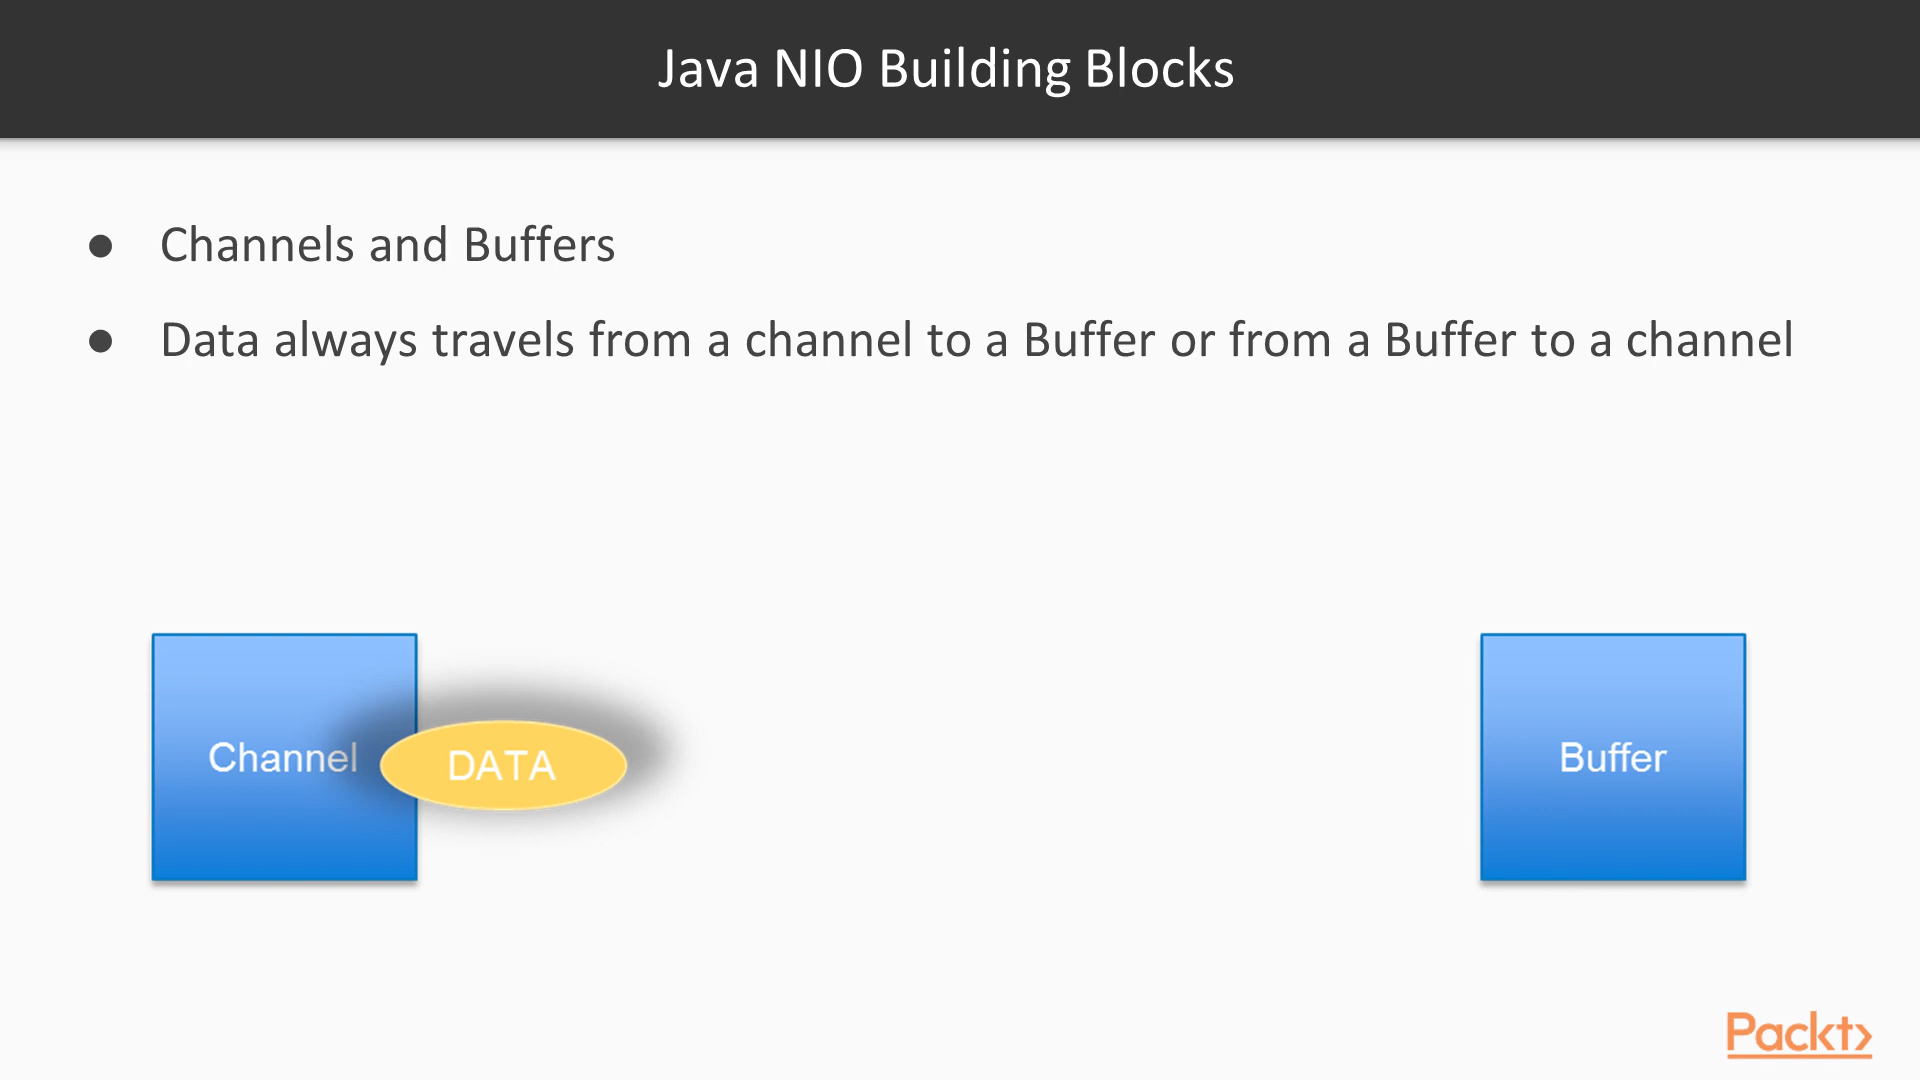 Java NIO Building Blocks
● Channels and Buffers
● Data always travels from a channel to a Buffer or from a Buffer to a channel
Channel
DATA
Buffer
Packt>